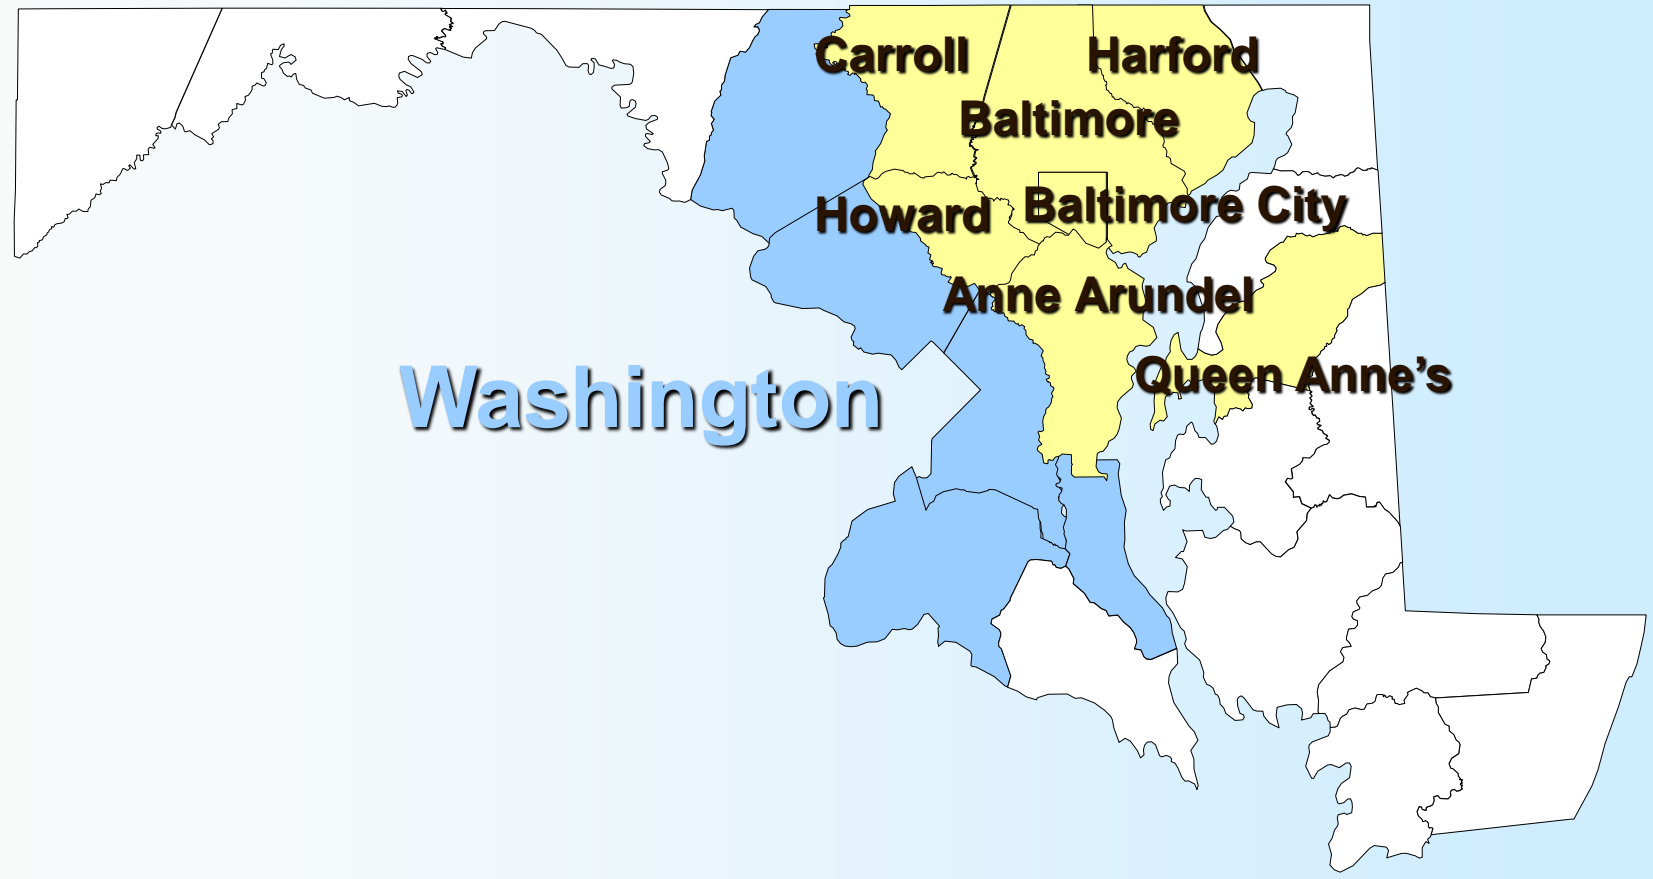 Carroll
Harford
Baltimore
Howard
Baltimore City
Anne Arundel
Queen Anne’s
Washington